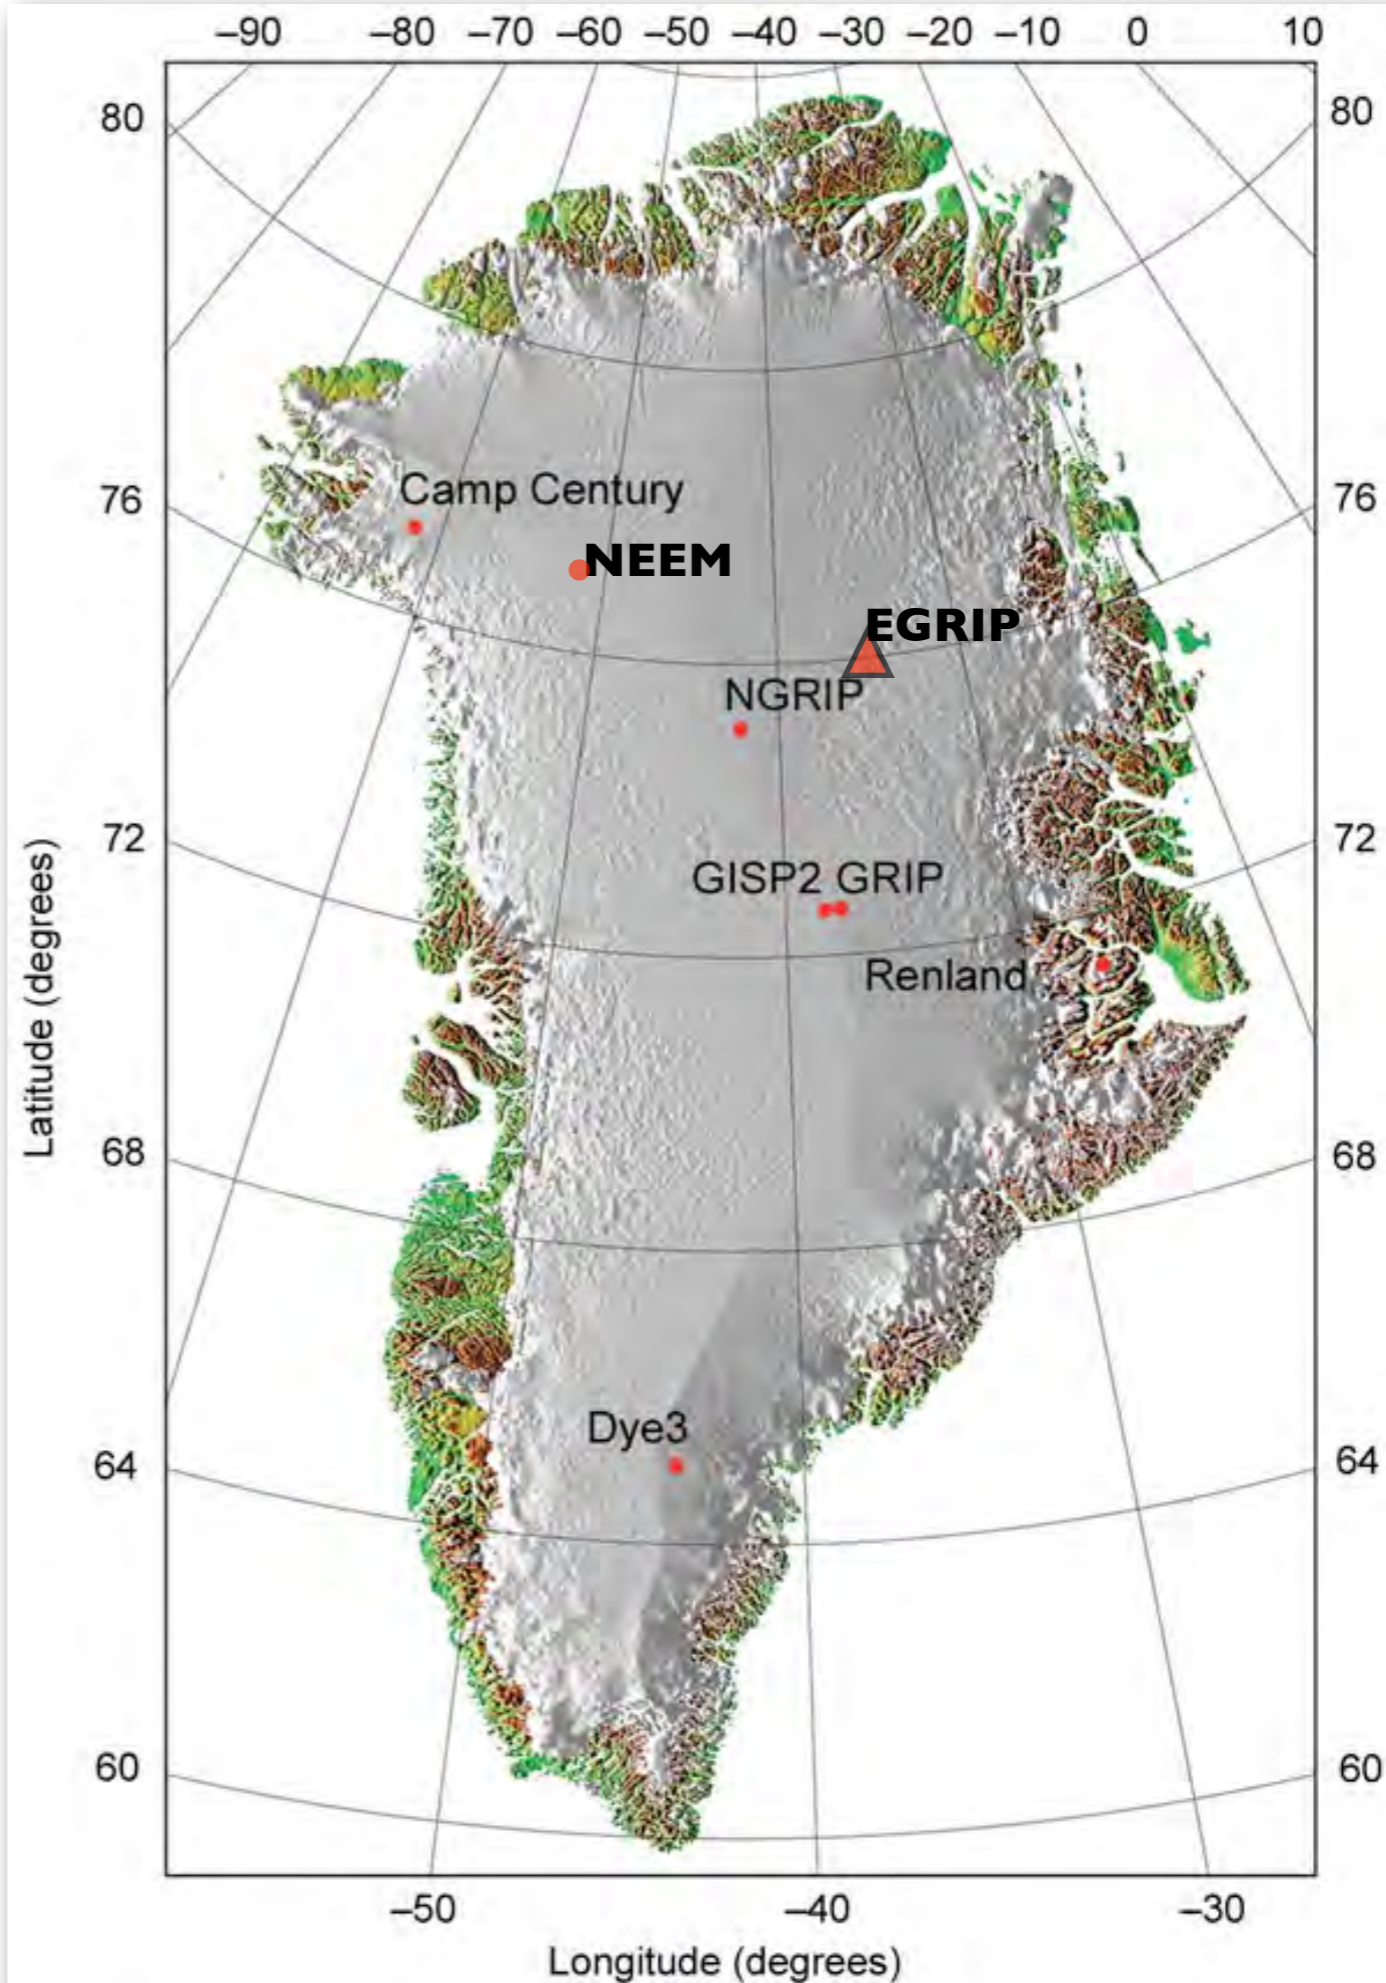 –90 –80 –70 –60 –50 –40 –30 –20 –10 0 10
80 80
Camp Century
76 76
NEEM
EGRIP
NGRIP
72 72
GISP2 GRIP
Renland
Latitude (degrees)
68 68
Dye3
64 64
60 60
–50 –40 –30
Longitude (degrees)